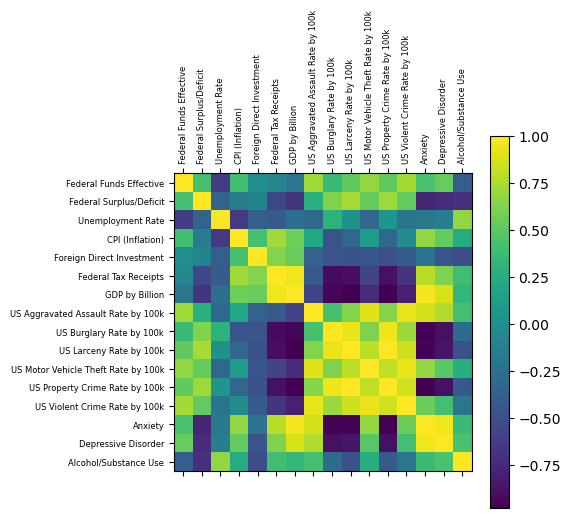 Federal Funds Effective
Federal Surplus/Deficit
Unemployment Rate
CPI (Inflation)
Foreign Direct Investment
Federal Tax Receipts
GDP by Billion
US Aggravated Assault Rate by 100k
US Burglary Rate by 100k
US Larceny Rate by 100k
US Motor Vehicle Theft Rate by 100k
US Property Crime Rate by 100k
US Violent Crime Rate by 100k
Anxiety
Depressive Disorder
Alcohol/Substance Use
Federal Funds Effective
Federal Surplus/Deficit
Unemployment Rate
CPI (Inflation)
Foreign Direct Investment
Federal Tax Receipts
GDP by Billion
US Aggravated Assault Rate by 100k
US Burglary Rate by 100k
US Larceny Rate by 100k
US Motor Vehicle Theft Rate by 100k
US Property Crime Rate by 100k
US Violent Crime Rate by 100k
Anxiety
Depressive Disorder
Alcohol/Substance Use
1.00
0.75
0.50
0.25
0.00
−0.25
−0.50
−0.75